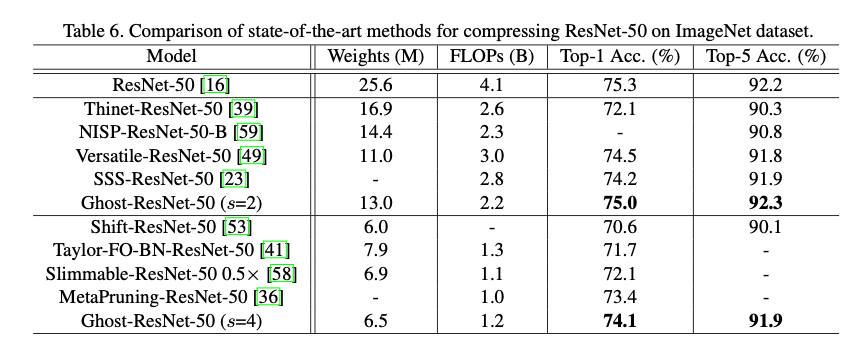 Table 6. Comparison of state-of-the-art methods for compressing ResNet-50 on ImageNet dataset.
Model Weights (M) FLOPs (B) Top-1 Acc. (%) Top-5 Acc. (%)
ResNet-50 [16] 25.6 4.1 75.3 92.2
Thinet-ResNet-50 [39] 16.9 2.6 72.1 90.3
NISP-ResNet-50-B [59] 14.4 2.3 - 90.8
Versatile-ResNet-50 [49] 11.0 3.0 74.5 91.8
SSS-ResNet-50 [23] - 2.8 74.2 91.9
Ghost-ResNet-50 (s=2) 13.0 2.2 75.0 92.3
Shift-ResNet-50 [53] 6.0 - 70.6 90.1
Taylor-FO-BN-ResNet-50 [41] 7.9 1.3 71.7 -
Slimmable-ResNet-50 0.5× [58] 6.9 1.1 72.1 -
MetaPruning-ResNet-50 [36] - 1.0 73.4 -
Ghost-ResNet-50 (s=4) 6.5 1.2 74.1 91.9